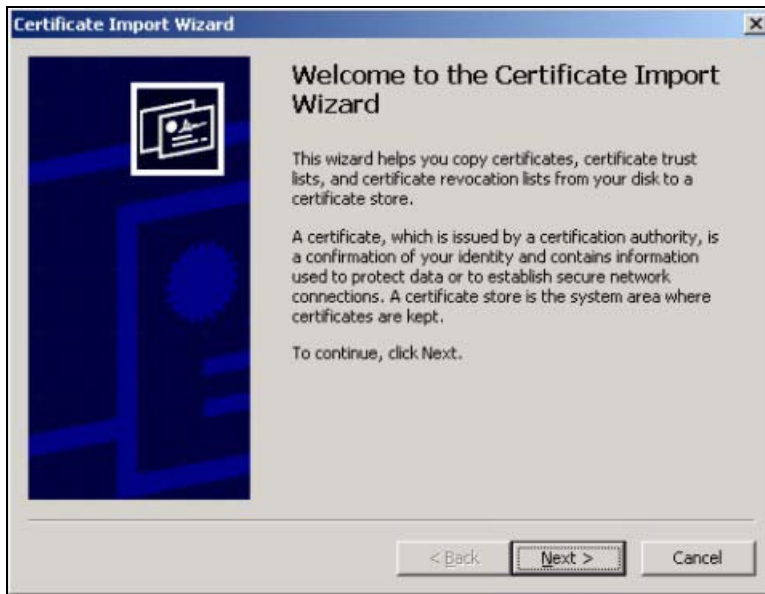 Certificate Import Wizard
Welcome to the Certificate Import
Wizard
This wizard helps you copy certificates, certificate trust
lists, and certificate revocation lists from your disk to a
certificate store.
A certificate, which is issued by a certification authority, is
a confirmation of your identity and contains information
used to protect data or to establish secure network
connections. A certificate store is the system area where
certificates are kept.
To continue, click Next.
< Back Next > Cancel